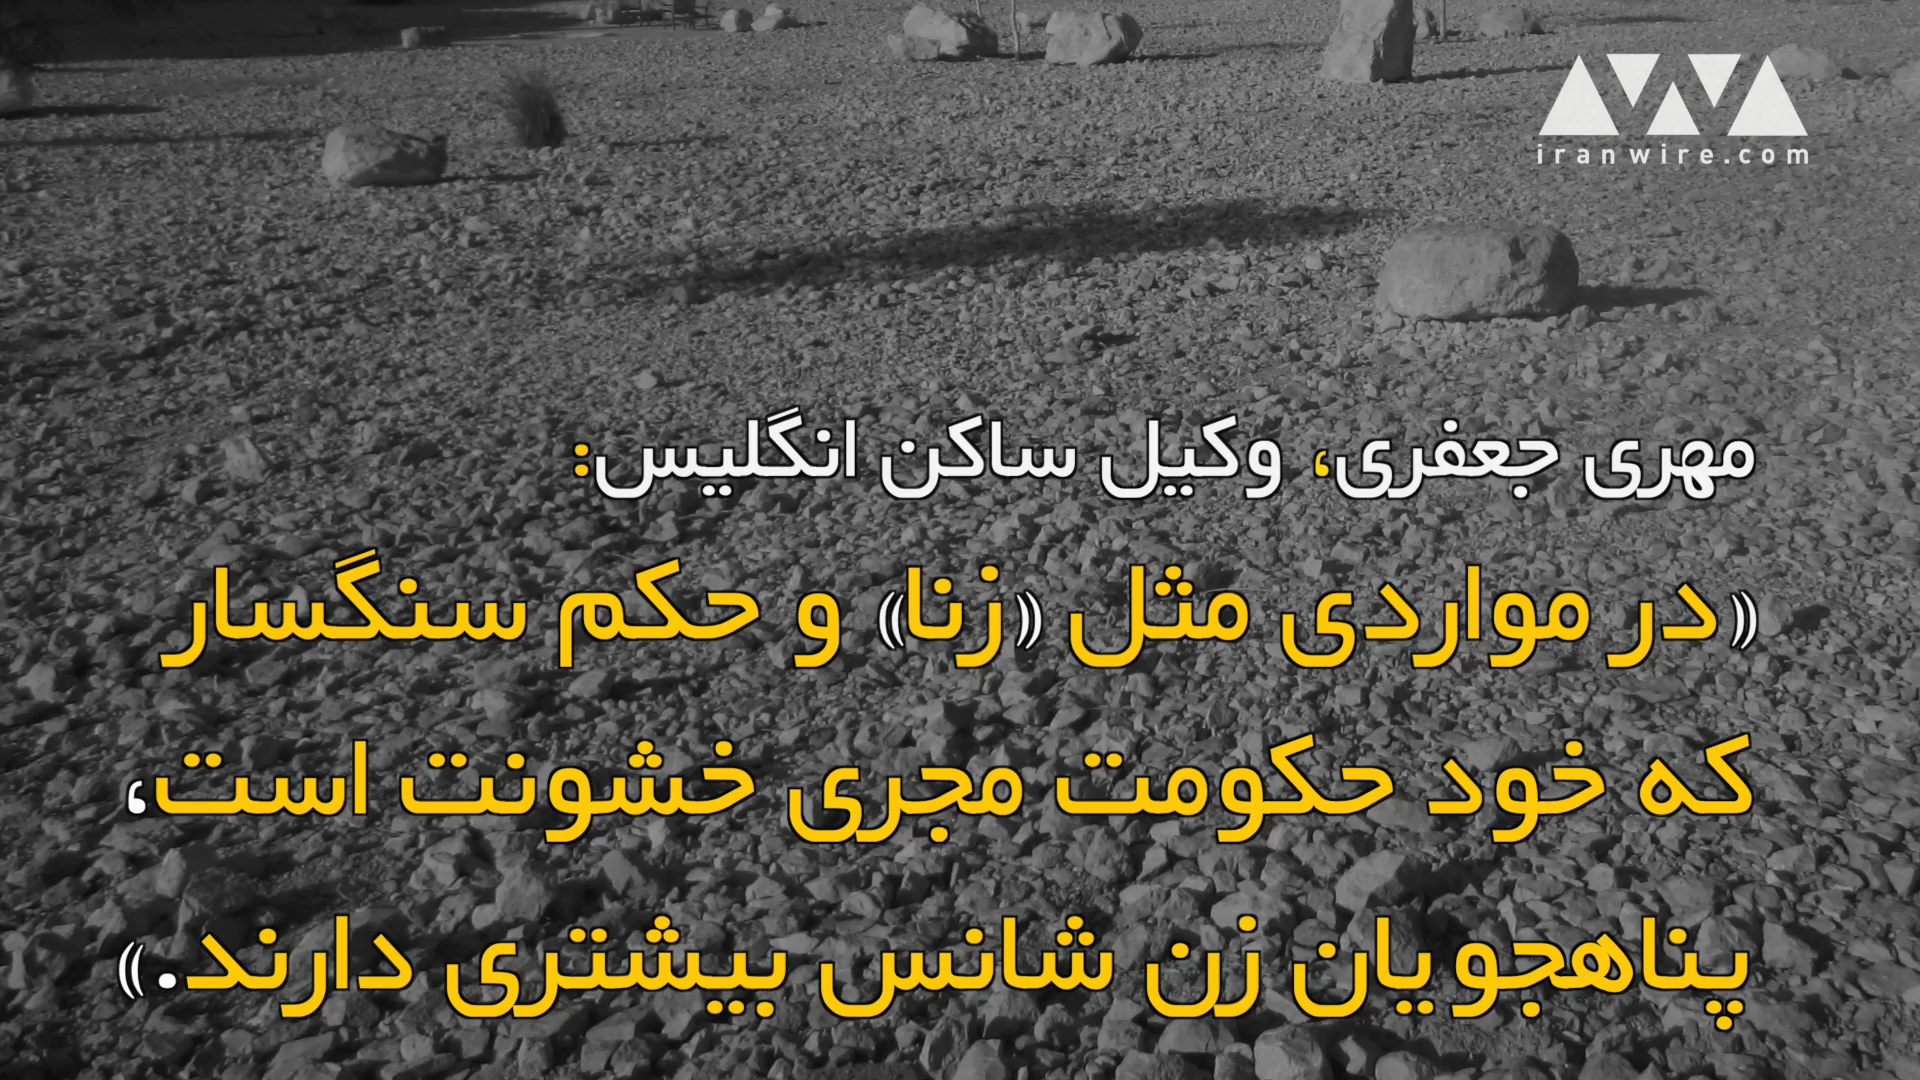 iranwire.com
مهری جعفری، وکیل ساکن انگلیس:
«در مواردی مثل «زنا» و حکم سنگسار
که خود حکومت مجری خشونت است،
پناهجویان زن شانس بیشتری دارند.»